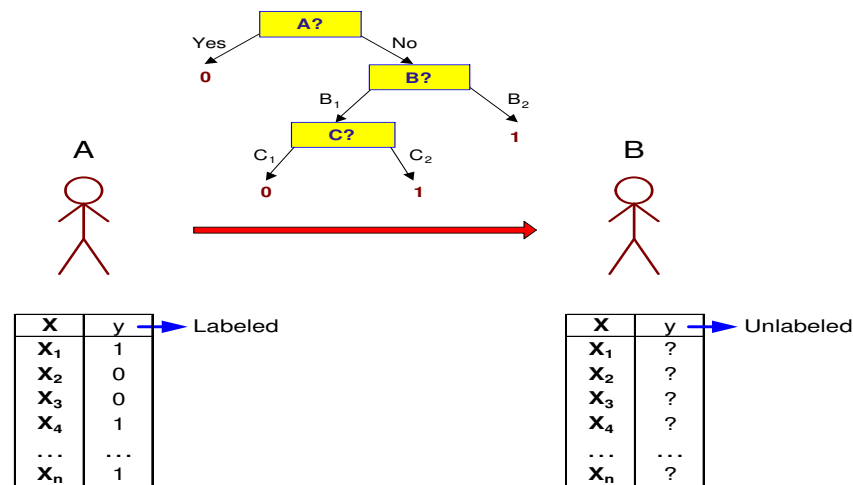 A?
Yes No
0
B?
B₁ B₂
C? 1
A B
C₁ C₂
0 1
X y Labeled
X₁ 1
X₂ 0
X₃ 0
X₄ 1
... ...
Xₙ 1
X y Unlabeled
X₁ ?
X₂ ?
X₃ ?
X₄ ?
... ...
Xₙ ?